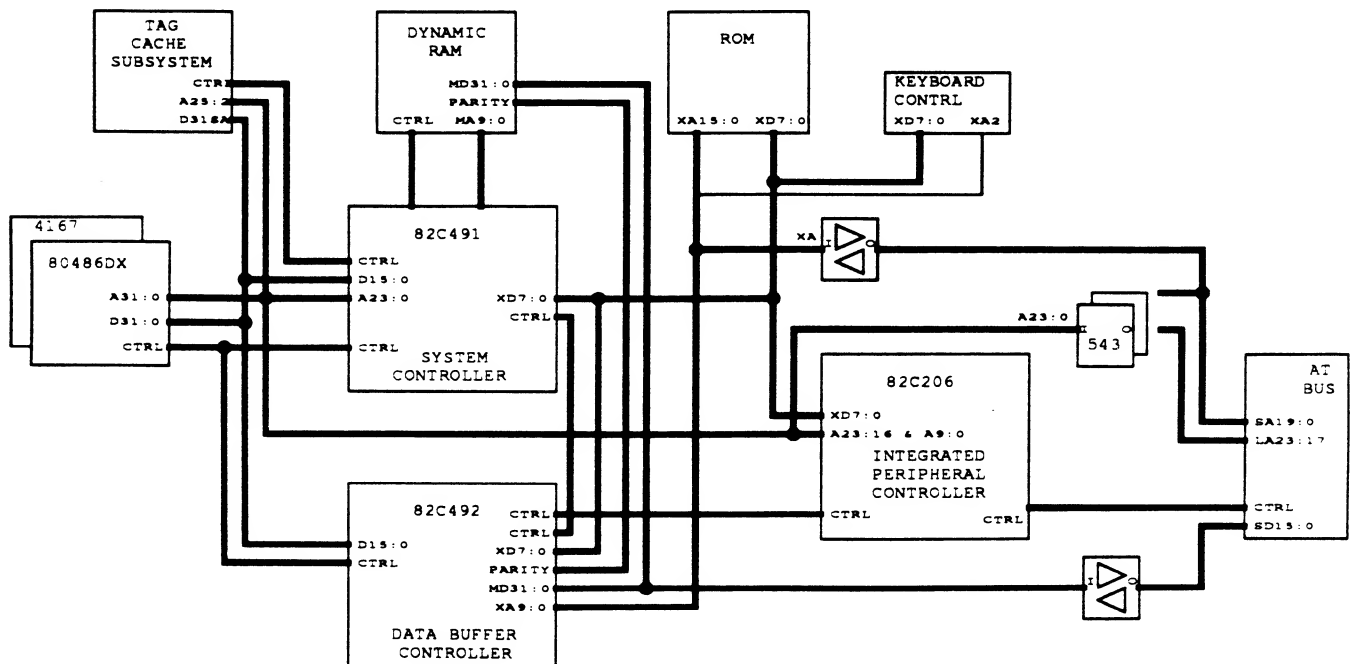 TAG
CACHE
SUBSYSTEM
CTRL
A25:2
D31&A
DYNAMIC
RAM
MD31:0
PARITY
CTRL MA9:0
ROM
XA15:0 XD7:0
KEYBOARD
CONTRL
XD7:0 XA2
4167
80486DX
A31:0
D31:0
CTRL
82C491
CTRL
D15:0
A23:0
XD7:0
CTRL
CTRL
SYSTEM
CONTROLLER
XA I O
A23:0
I O
543
82C206
XD7:0
A23:16 & A9:0
INTEGRATED
PERIPHERAL
CONTROLLER
CTRL
CTRL
AT
BUS
SA19:0
LA23:17
CTRL
SD15:0
82C492
CTRL
CTRL
D15:0
XD7:0
CTRL
PARITY
MD31:0
XA9:0
DATA BUFFER
CONTROLLER
I O